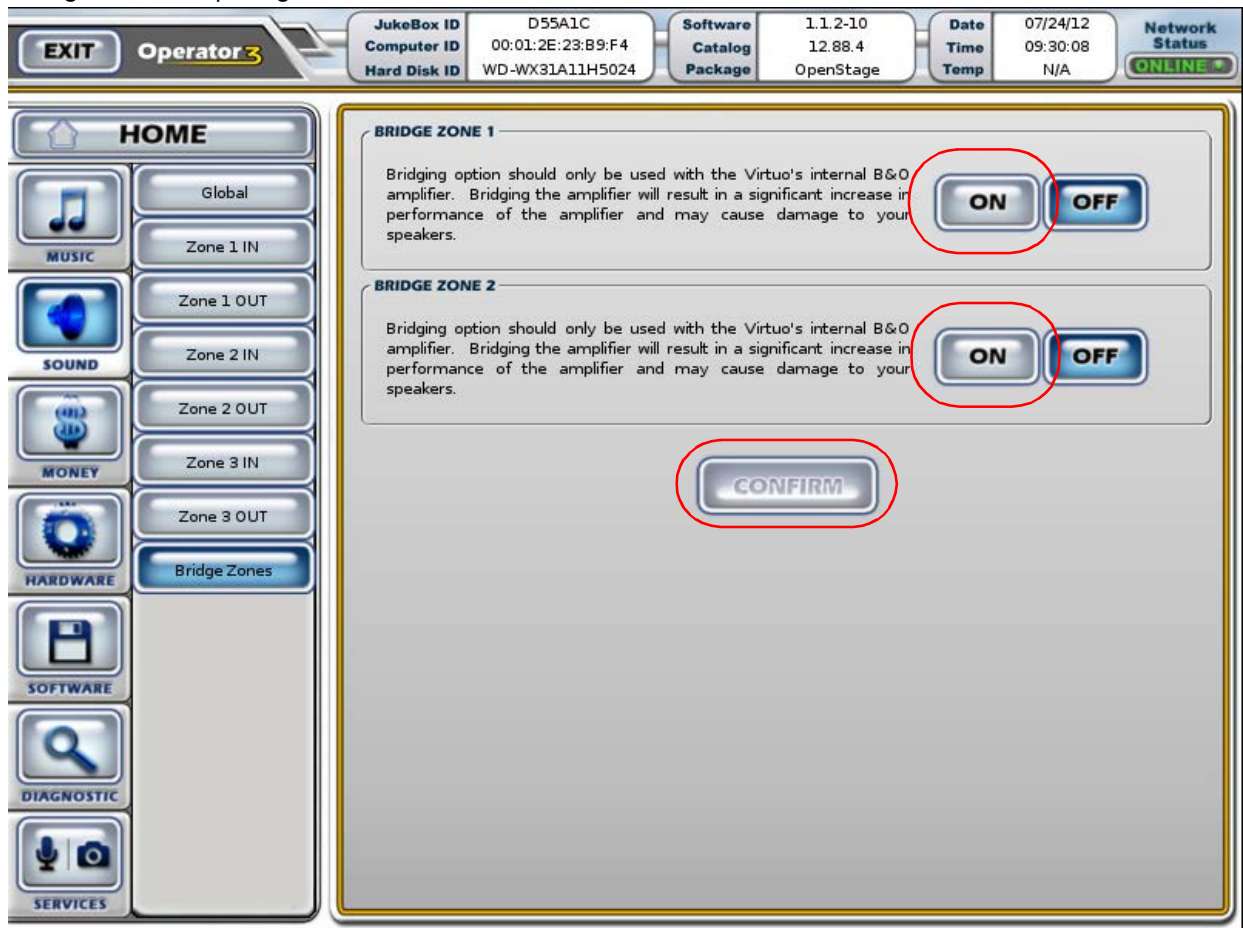 EXIT
Operator 3
JukeBox ID D55A1C
Computer ID 00:01:2E:23:B9:F4
Hard Disk ID WD-WX31A11H5024
Software 1.1.2-10
Catalog 12.88.4
Package OpenStage
Date 07/24/12
Time 09:30:08
Temp N/A
Network
Status
ONLINE
HOME
MUSIC
SOUND
MONEY
HARDWARE
SOFTWARE
DIAGNOSTIC
SERVICES
Global
Zone 1 IN
Zone 1 OUT
Zone 2 IN
Zone 2 OUT
Zone 3 IN
Zone 3 OUT
Bridge Zones
BRIDGE ZONE 1
Bridging option should only be used with the Virtuo's internal B&O
amplifier. Bridging the amplifier will result in a significant increase in
performance of the amplifier and may cause damage to your
speakers.
ON OFF
BRIDGE ZONE 2
Bridging option should only be used with the Virtuo's internal B&O
amplifier. Bridging the amplifier will result in a significant increase in
performance of the amplifier and may cause damage to your
speakers.
ON OFF
CONFIRM